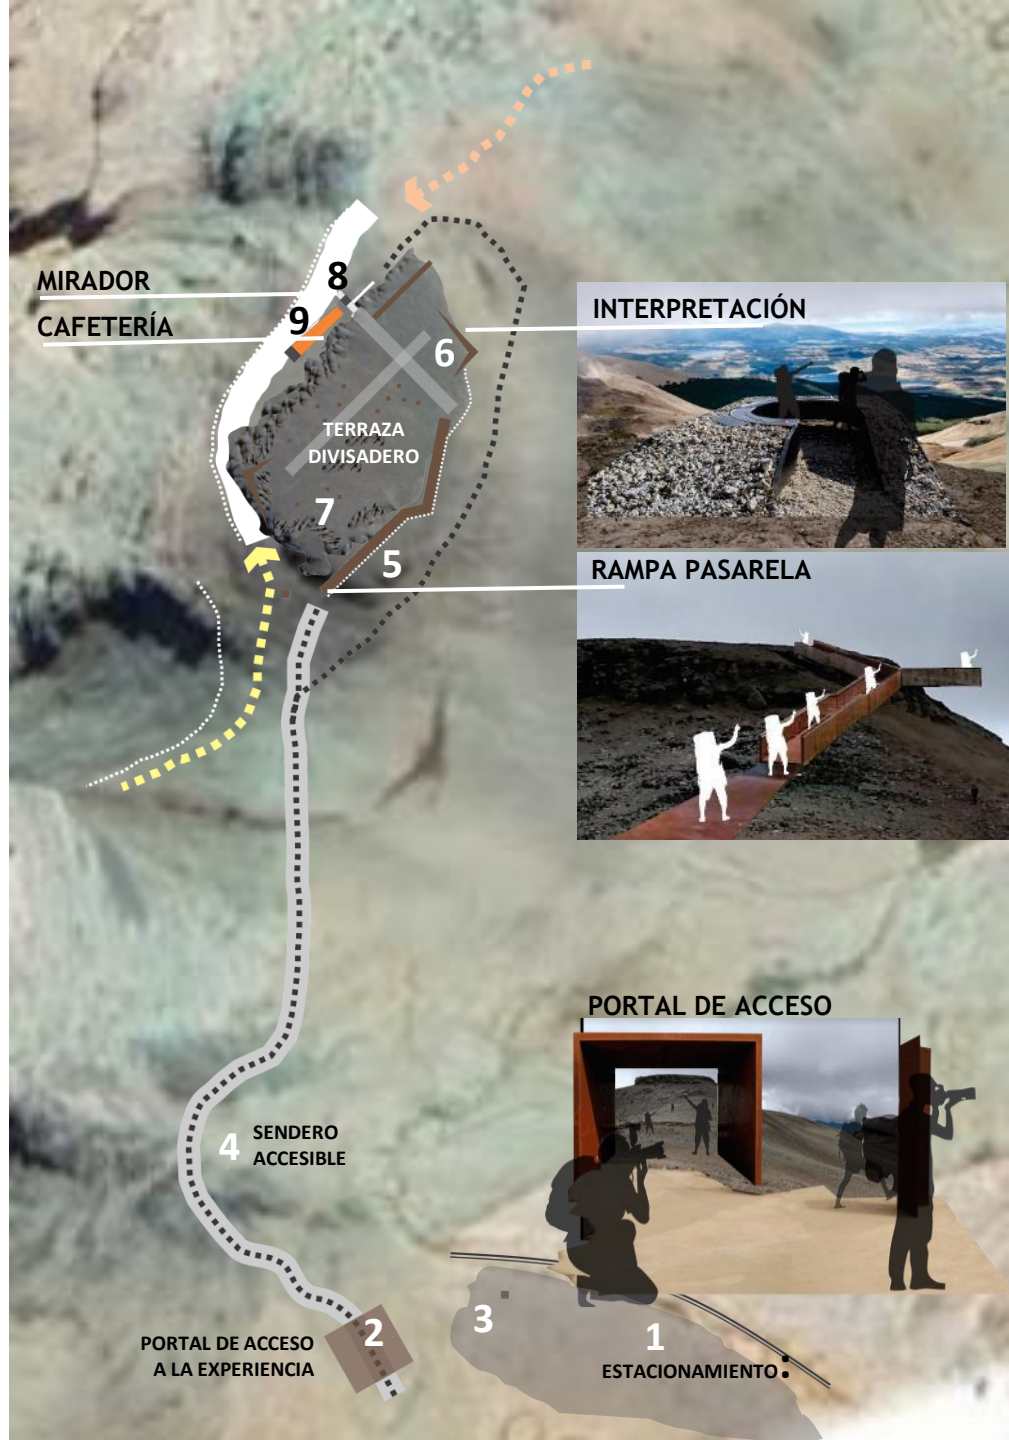 MIRADOR
8
CAFETERÍA
9
INTERPRETACIÓN
6
TERRAZA
DIVISADERO
7
5
RAMPA PASARELA
PORTAL DE ACCESO
4
SENDERO
ACCESIBLE
3
2
1
PORTAL DE ACCESO
A LA EXPERIENCIA
ESTACIONAMIENTO